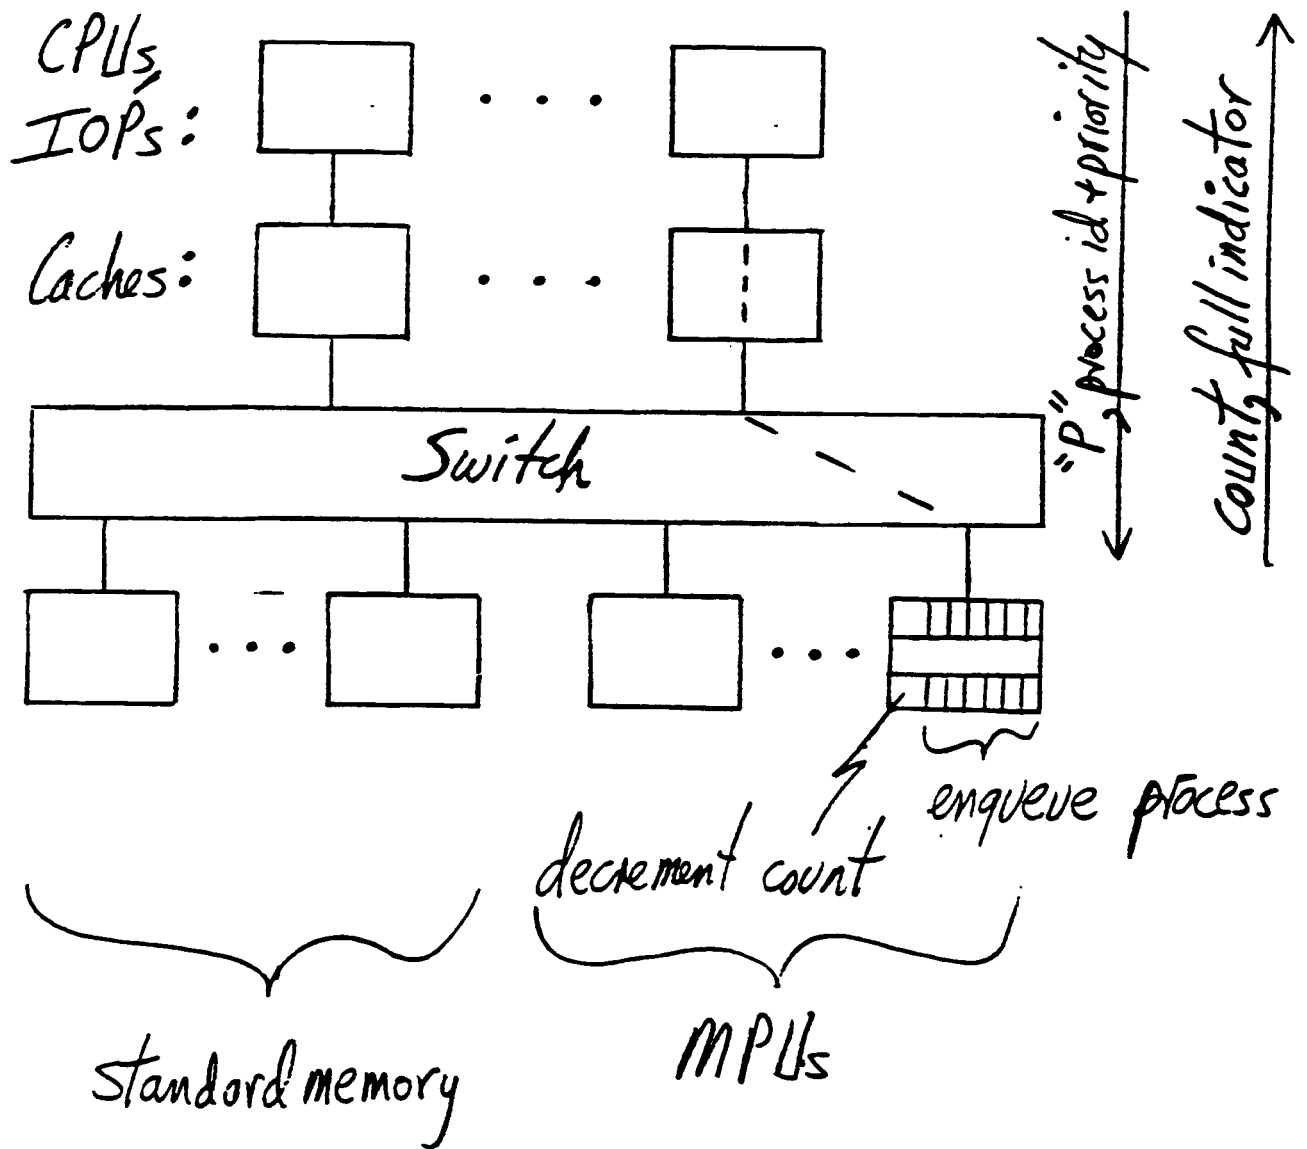 CPUs,
IOPs:
Caches:
Switch
"P", process id + priority
count, full indicator
enqueue process
decrement count
standard memory
MPUs